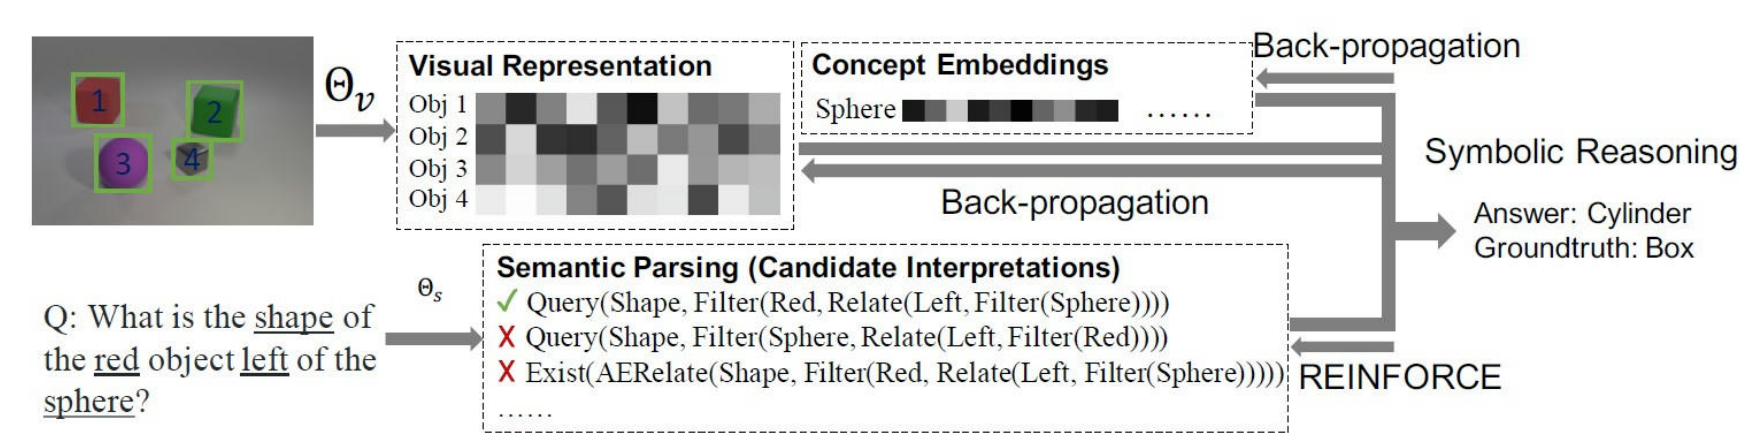 1
2
3
4
Θv
Visual Representation
Obj 1
Obj 2
Obj 3
Obj 4
Concept Embeddings
Sphere ......
Back-propagation
Back-propagation
Symbolic Reasoning
Answer: Cylinder
Groundtruth: Box
Q: What is the shape of
the red object left of the
sphere?
Θs
Semantic Parsing (Candidate Interpretations)
✓ Query(Shape, Filter(Red, Relate(Left, Filter(Sphere))))
X Query(Shape, Filter(Sphere, Relate(Left, Filter(Red))))
X Exist(AERelate(Shape, Filter(Red, Relate(Left, Filter(Sphere)))))
......
REINFORCE